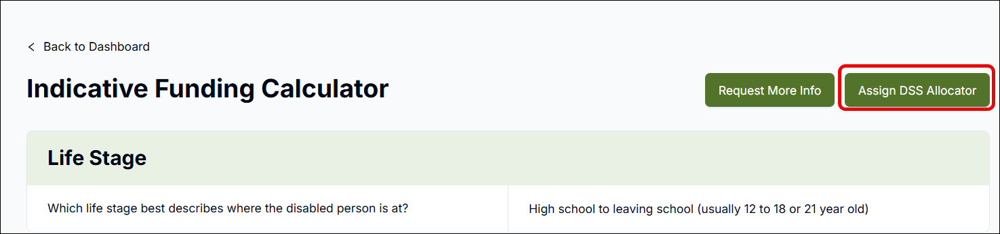 Back to Dashboard
Indicative Funding Calculator
Request More Info
Assign DSS Allocator
Life Stage
Which life stage best describes where the disabled person is at?
High school to leaving school (usually 12 to 18 or 21 year old)